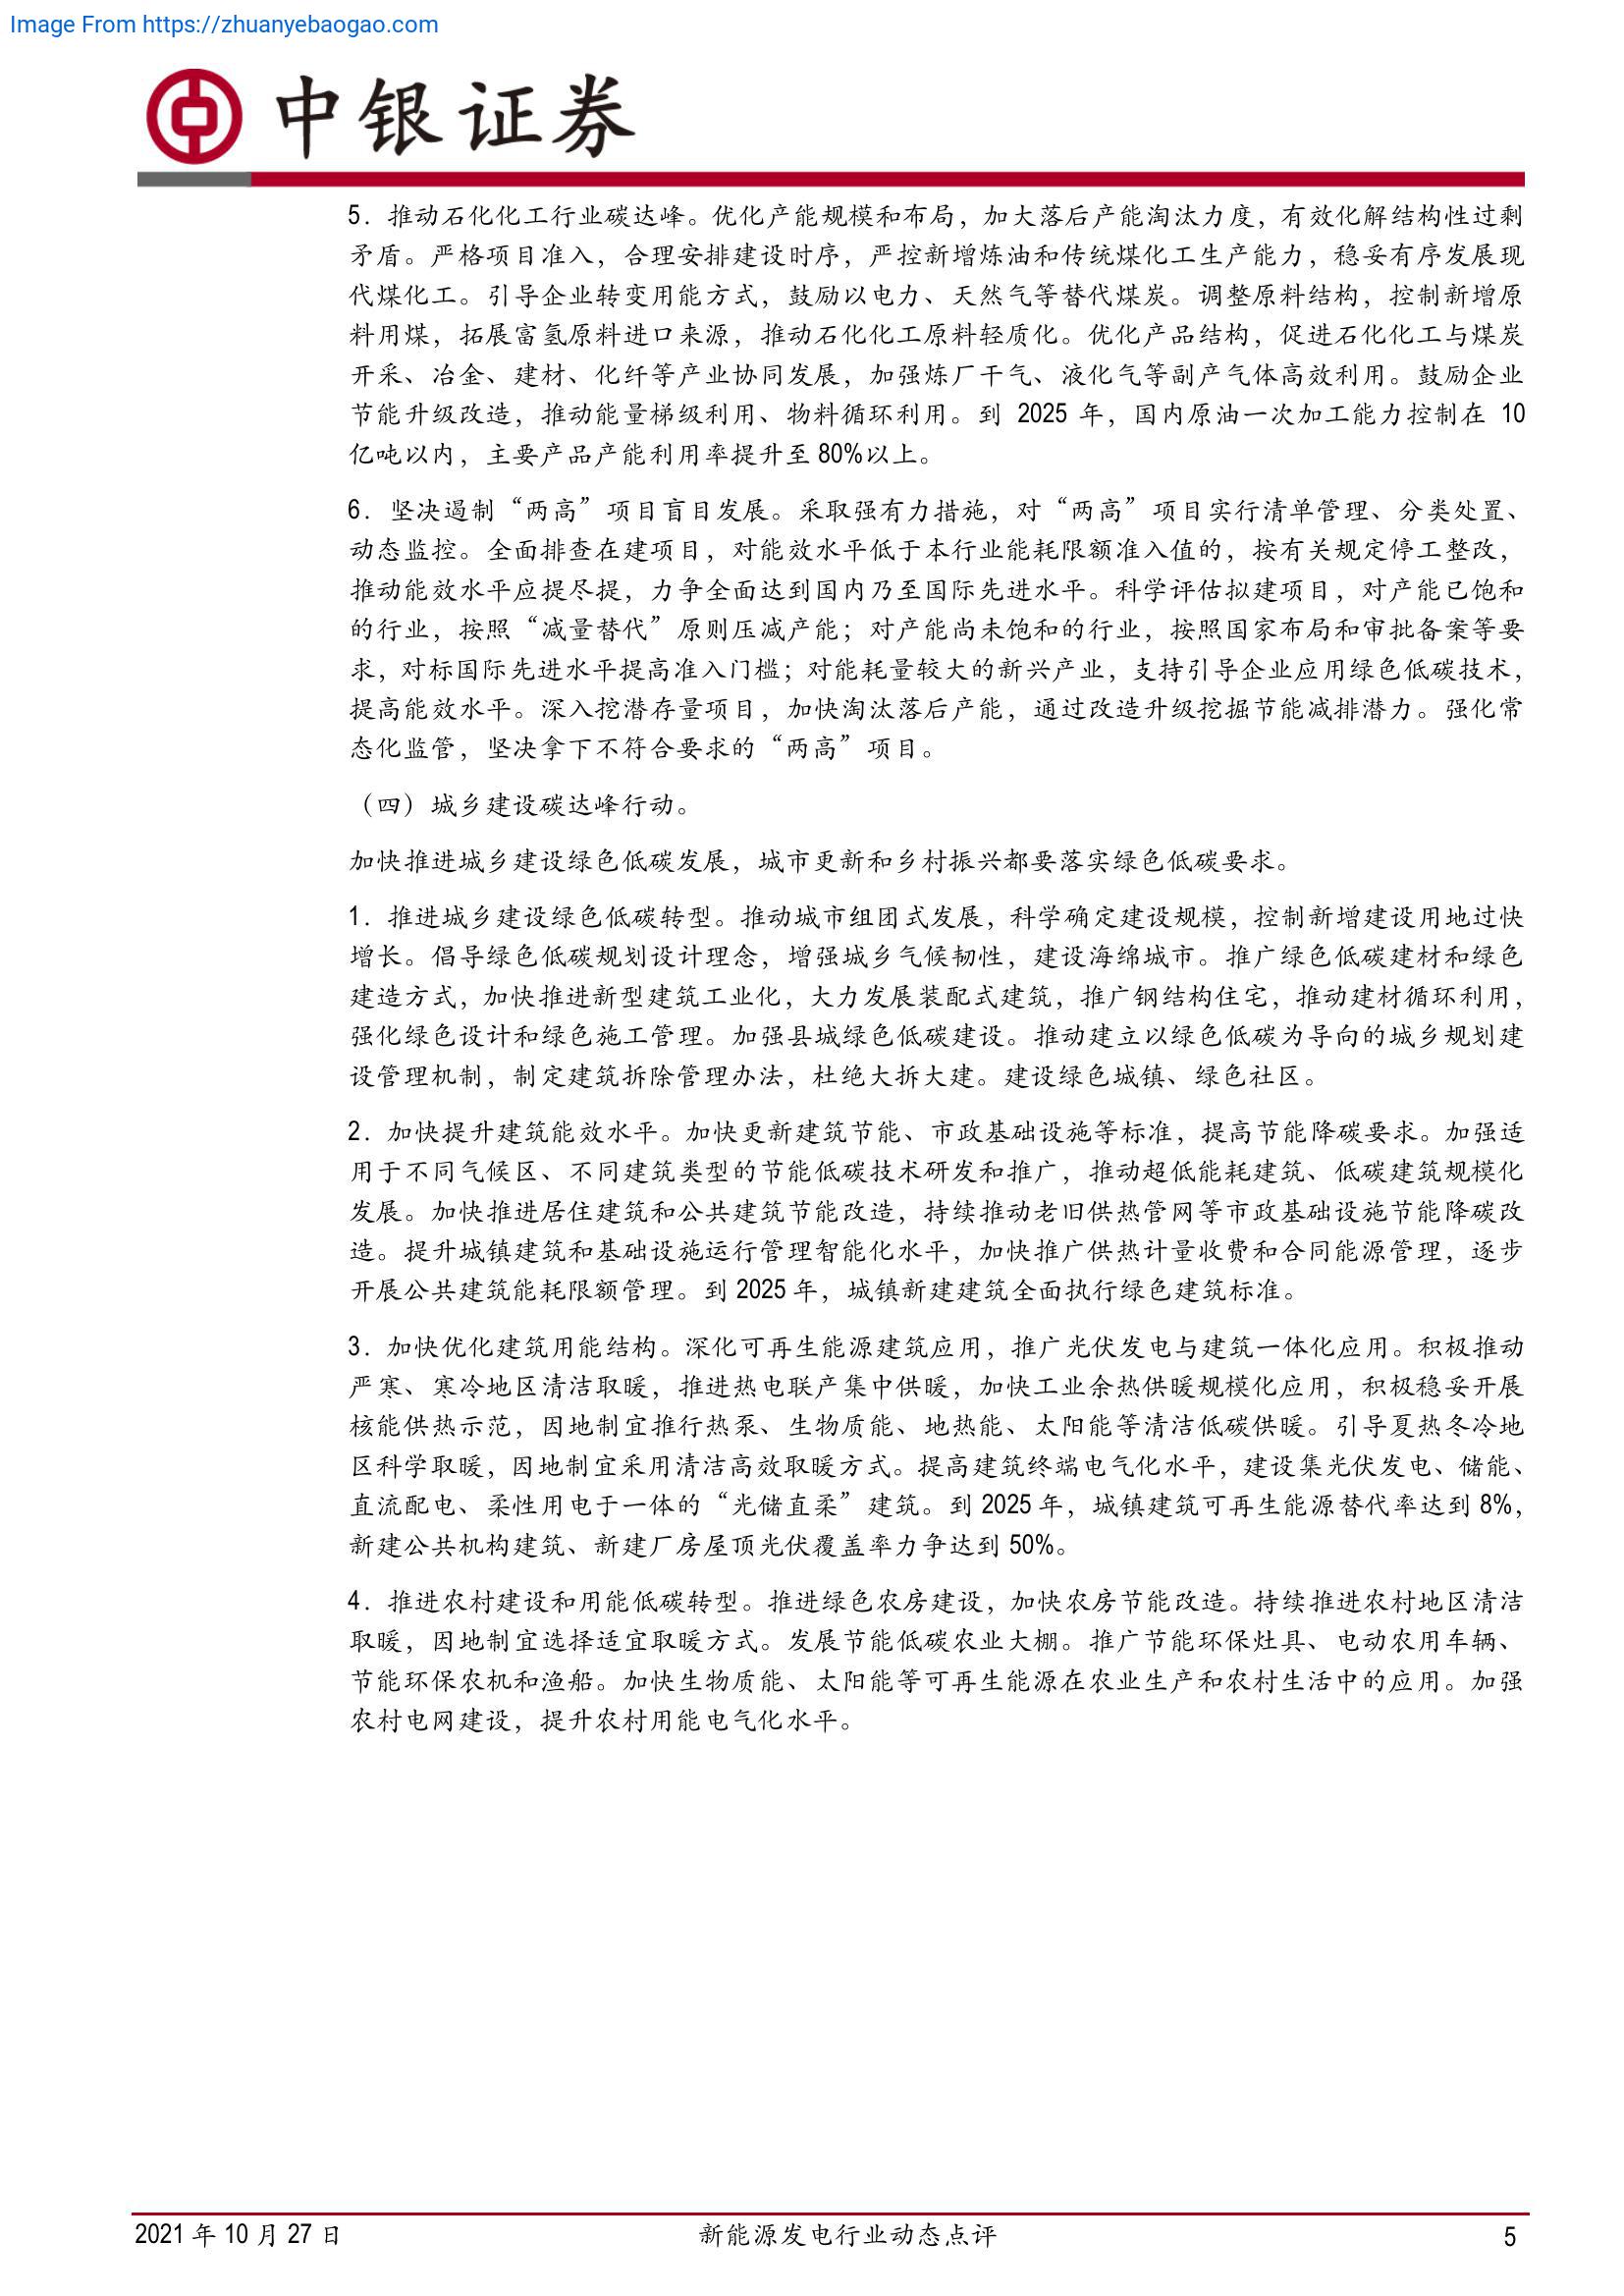 Image From https://zhuanyebaogao.com
中银证券
5．推动石化化工行业碳达峰。优化产能规模和布局，加大落后产能淘汰力度，有效化解结构性过剩
矛盾。严格项目准入，合理安排建设时序，严控新增炼油和传统煤化工生产能力，稳妥有序发展现
代煤化工。引导企业转变用能方式，鼓励以电力、天然气等替代煤炭。调整原料结构，控制新增原
料用煤，拓展富氢原料进口来源，推动石化化工原料轻质化。优化产品结构，促进石化化工与煤炭
开采、冶金、建材、化纤等产业协同发展，加强炼厂干气、液化气等副产气体高效利用。鼓励企业
节能升级改造，推动能量梯级利用、物料循环利用。到 2025 年，国内原油一次加工能力控制在 10
亿吨以内，主要产品产能利用率提升至 80%以上。
6．坚决遏制“两高”项目盲目发展。采取强有力措施，对“两高”项目实行清单管理、分类处置、
动态监控。全面排查在建项目，对能效水平低于本行业能耗限额准入值的，按有关规定停工整改，
推动能效水平应提尽提，力争全面达到国内乃至国际先进水平。科学评估拟建项目，对产能已饱和
的行业，按照“减量替代”原则压减产能；对产能尚未饱和的行业，按照国家布局和审批备案等要
求，对标国际先进水平提高准入门槛；对能耗量较大的新兴产业，支持引导企业应用绿色低碳技术，
提高能效水平。深入挖潜存量项目，加快淘汰落后产能，通过改造升级挖掘节能减排潜力。强化常
态化监管，坚决拿下不符合要求的“两高”项目。
（四）城乡建设碳达峰行动。
加快推进城乡建设绿色低碳发展，城市更新和乡村振兴都要落实绿色低碳要求。
1．推进城乡建设绿色低碳转型。推动城市组团式发展，科学确定建设规模，控制新增建设用地过快
增长。倡导绿色低碳规划设计理念，增强城乡气候韧性，建设海绵城市。推广绿色低碳建材和绿色
建造方式，加快推进新型建筑工业化，大力发展装配式建筑，推广钢结构住宅，推动建材循环利用，
强化绿色设计和绿色施工管理。加强县城绿色低碳建设。推动建立以绿色低碳为导向的城乡规划建
设管理机制，制定建筑拆除管理办法，杜绝大拆大建。建设绿色城镇、绿色社区。
2．加快提升建筑能效水平。加快更新建筑节能、市政基础设施等标准，提高节能降碳要求。加强适
用于不同气候区、不同建筑类型的节能低碳技术研发和推广，推动超低能耗建筑、低碳建筑规模化
发展。加快推进居住建筑和公共建筑节能改造，持续推动老旧供热管网等市政基础设施节能降碳改
造。提升城镇建筑和基础设施运行管理智能化水平，加快推广供热计量收费和合同能源管理，逐步
开展公共建筑能耗限额管理。到 2025 年，城镇新建建筑全面执行绿色建筑标准。
3．加快优化建筑用能结构。深化可再生能源建筑应用，推广光伏发电与建筑一体化应用。积极推动
严寒、寒冷地区清洁取暖，推进热电联产集中供暖，加快工业余热供暖规模化应用，积极稳妥开展
核能供热示范，因地制宜推行热泵、生物质能、地热能、太阳能等清洁低碳供暖。引导夏热冬冷地
区科学取暖，因地制宜采用清洁高效取暖方式。提高建筑终端电气化水平，建设集光伏发电、储能、
直流配电、柔性用电于一体的“光储直柔”建筑。到 2025 年，城镇建筑可再生能源替代率达到 8%，
新建公共机构建筑、新建厂房屋顶光伏覆盖率力争达到 50%。
4．推进农村建设和用能低碳转型。推进绿色农房建设，加快农房节能改造。持续推进农村地区清洁
取暖，因地制宜选择适宜取暖方式。发展节能低碳农业大棚。推广节能环保灶具、电动农用车辆、
节能环保农机和渔船。加快生物质能、太阳能等可再生能源在农业生产和农村生活中的应用。加强
农村电网建设，提升农村用能电气化水平。
2021 年 10 月 27 日
新能源发电行业动态点评
5